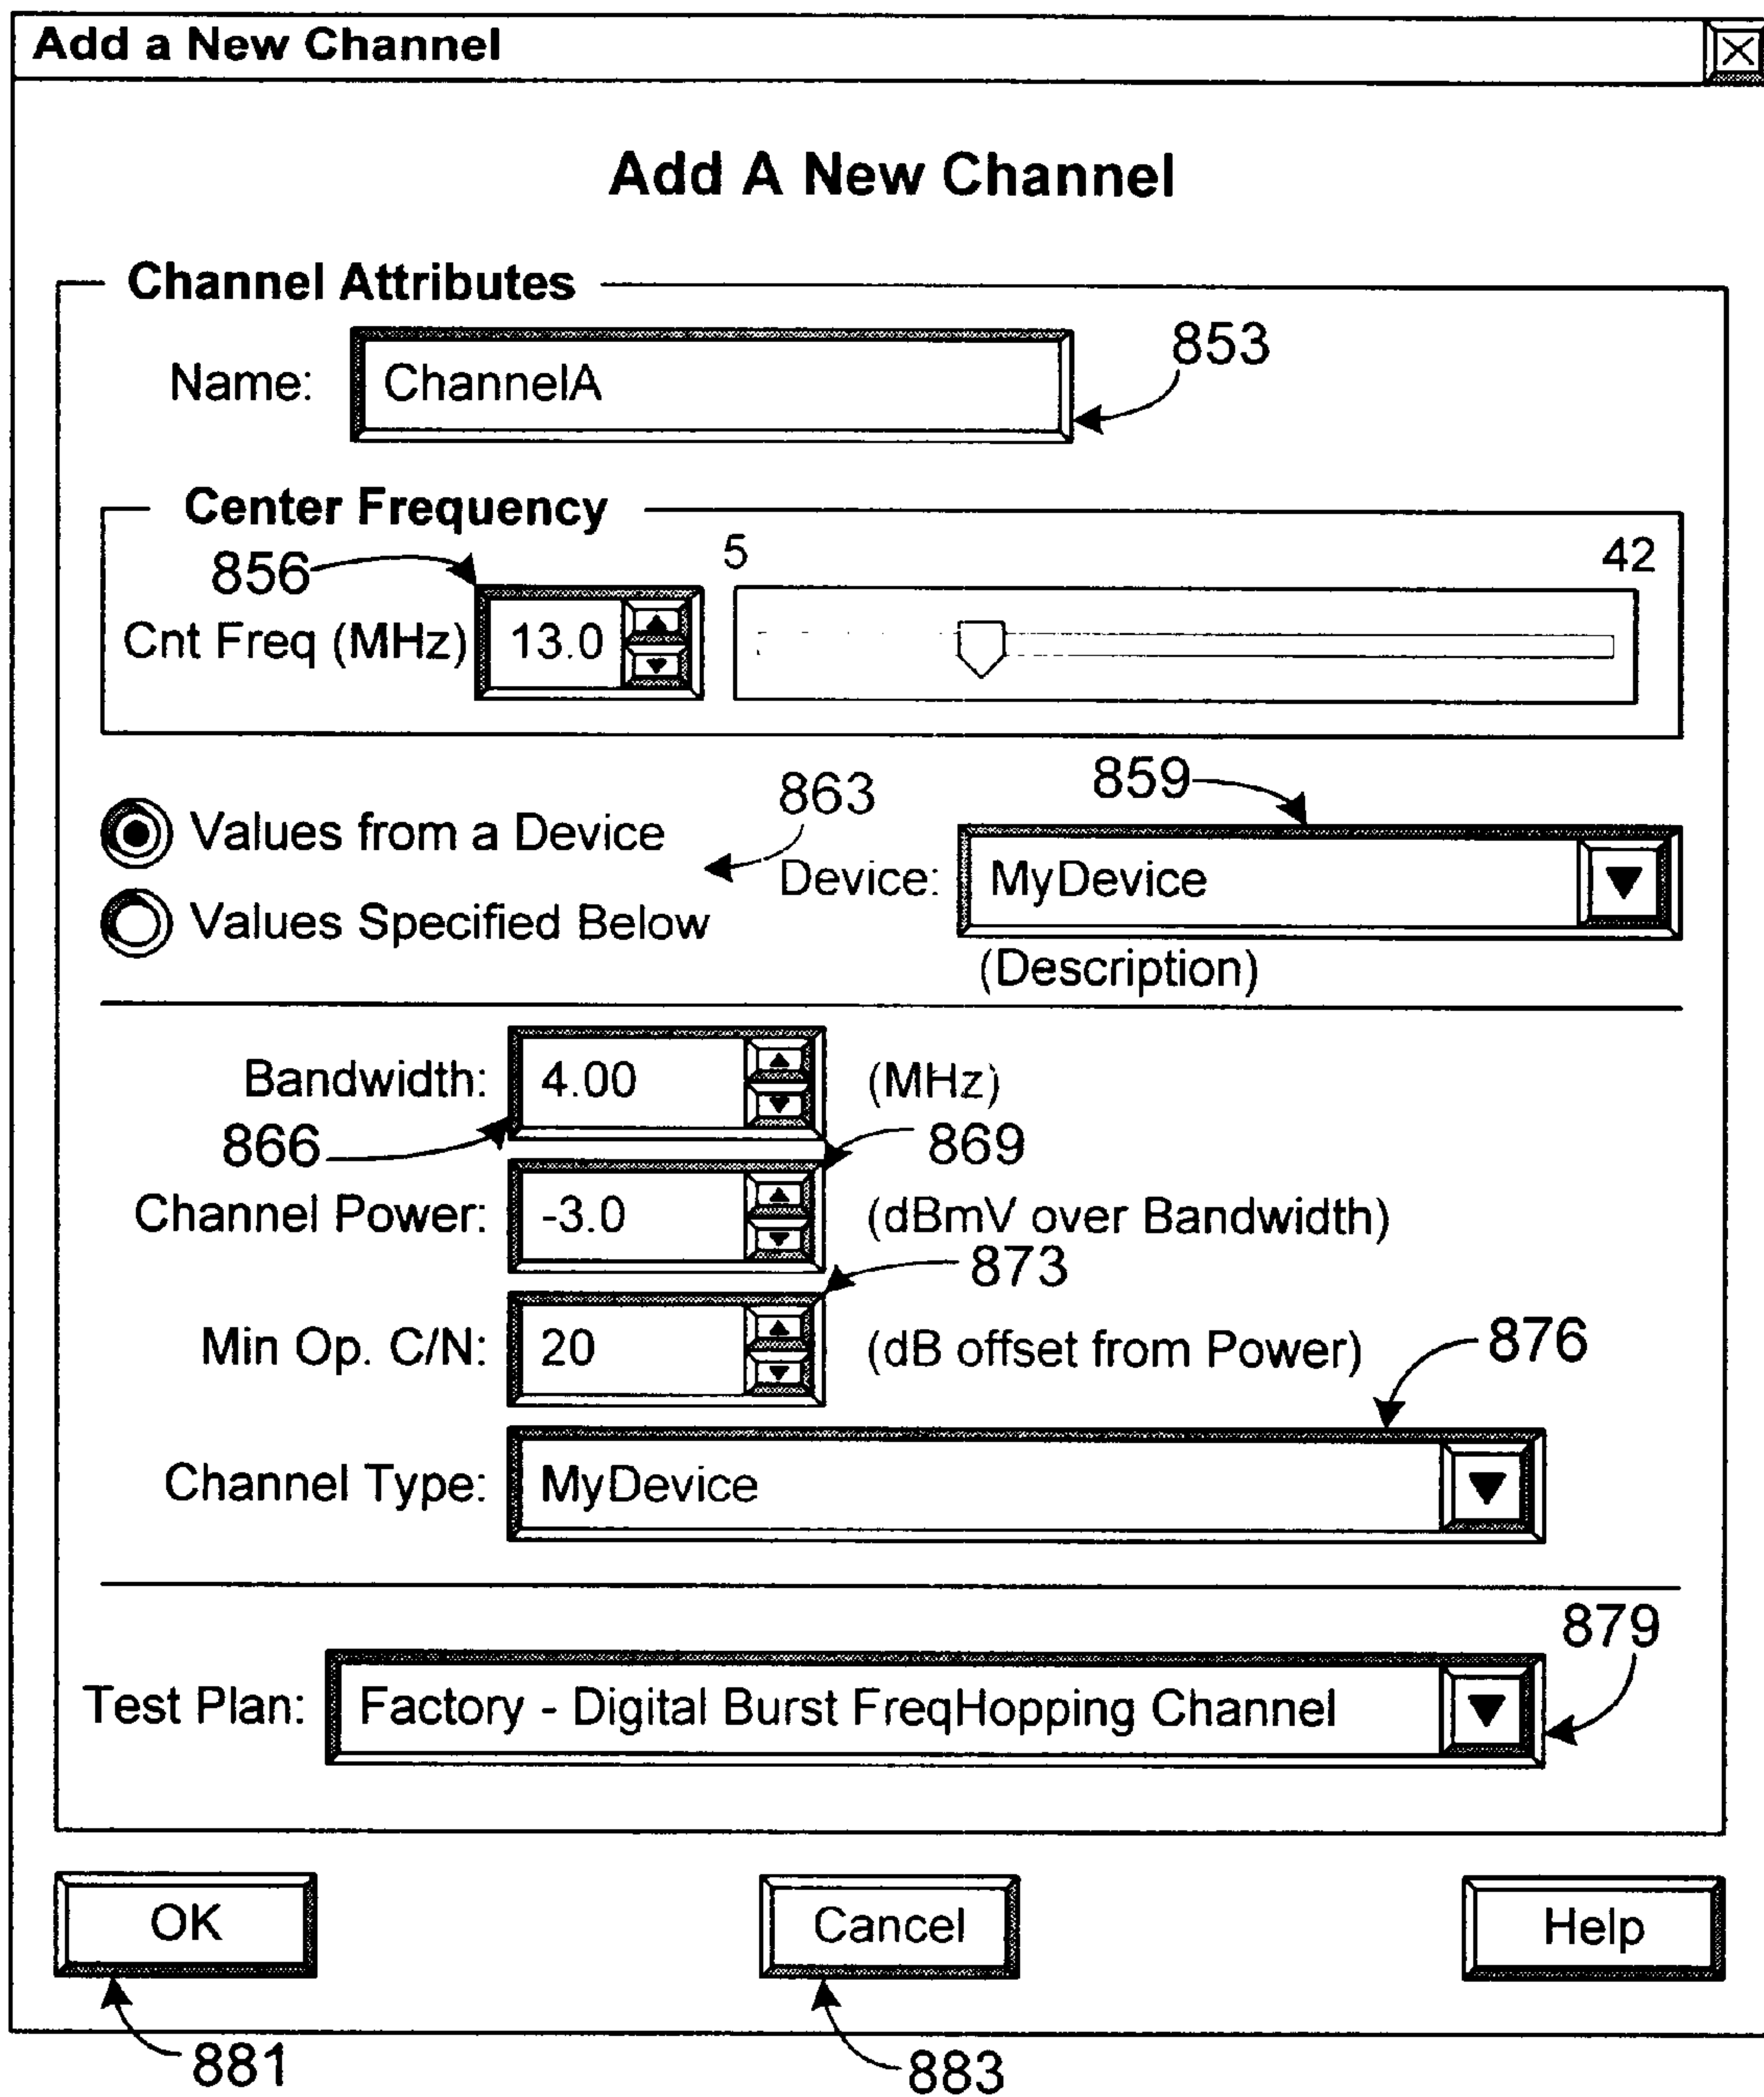 Add a New Channel
Add A New Channel
Channel Attributes
Name: ChannelA
853
Center Frequency
856
5 42
Cnt Freq (MHz) 13.0
863
859
Values from a Device
Device: MyDevice
Values Specified Below
(Description)
Bandwidth: 4.00 (MHz)
866
869
Channel Power: -3.0 (dBmV over Bandwidth)
873
Min Op. C/N: 20 (dB offset from Power)
876
Channel Type: MyDevice
879
Test Plan: Factory - Digital Burst FreqHopping Channel
OK Cancel Help
881
883